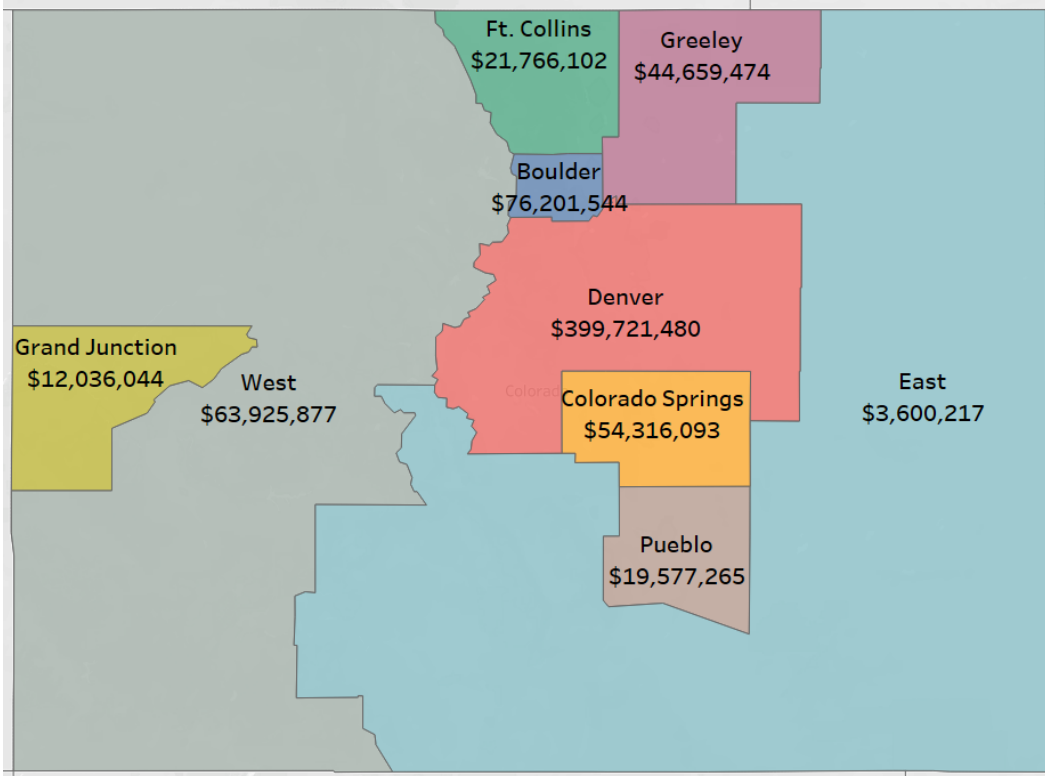 Ft. Collins
$21,766,102
Greeley
$44,659,474
Boulder
$76,201,544
Denver
$399,721,480
Grand Junction
$12,036,044
West
$63,925,877
Colorado Springs
$54,316,093
East
$3,600,217
Pueblo
$19,577,265